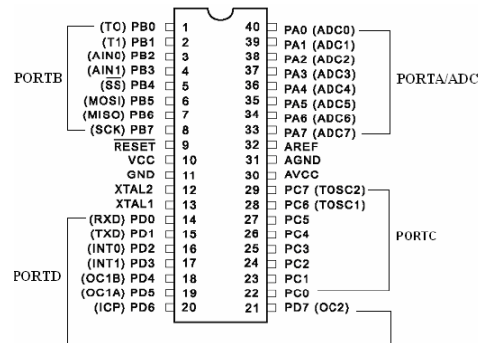 (TO) PB0 1 40 PA0 (ADC0)
(T1) PB1 2 39 PA1 (ADC1)
(AIN0) PB2 3 38 PA2 (ADC2)
(AIN1) PB3 4 37 PA3 (ADC3)
PORTB PORTA/ADC
(SS) PB4 5 36 PA4 (ADC4)
(MOSI) PB5 6 35 PA5 (ADC5)
(MISO) PB6 7 34 PA6 (ADC6)
(SCK) PB7 8 33 PA7 (ADC7)
RESET 9 32 AREF
VCC 10 31 AGND
GND 11 30 AVCC
XTAL2 12 29 PC7 (TOSC2)
XTAL1 13 28 PC6 (TOSC1)
(RXD) PD0 14 27 PC5
(TXD) PD1 15 26 PC4 PORTC
(INT0) PD2 16 25 PC3
(INT1) PD3 17 24 PC2
PORTD (OC1B) PD4 18 23 PC1
(OC1A) PD5 19 22 PC0
(ICP) PD6 20 21 PD7 (OC2)